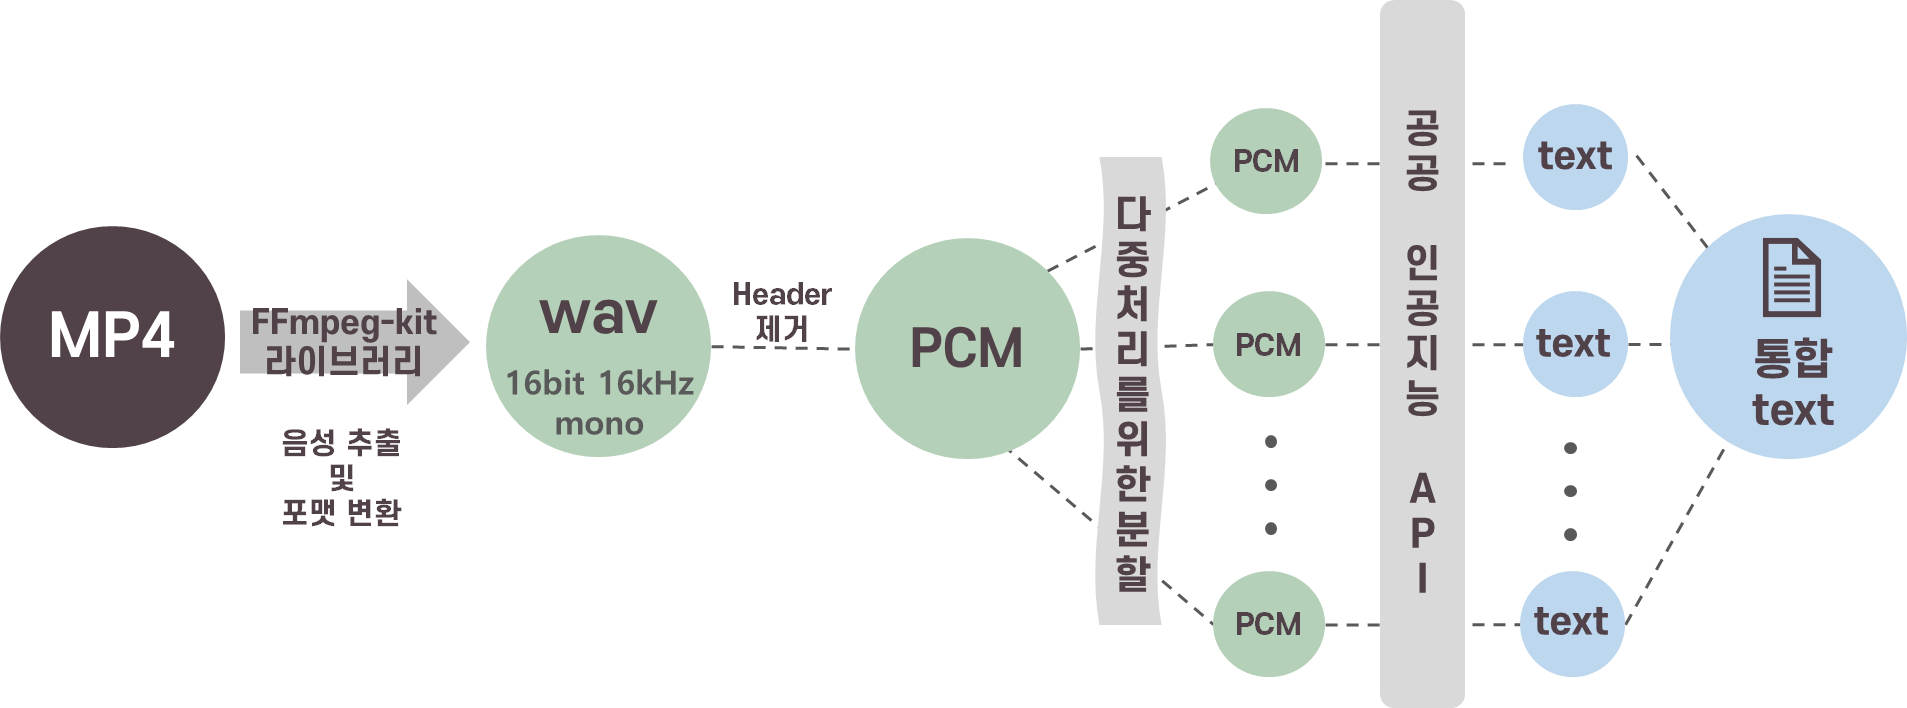 MP4
FFmpeg-kit
라이브러리
음성 추출
및
포맷 변환
wav
16bit 16kHz
mono
Header
제거
PCM
다중처리를위한분할
PCM
PCM
PCM
공공 인공지능 API
text
text
text
통합
text